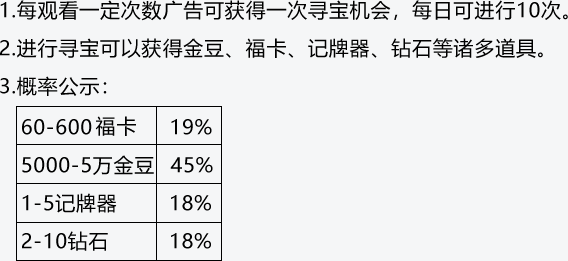 1.每观看一定次数广告可获得一次寻宝机会，每日可进行10次。
2.进行寻宝可以获得金豆、福卡、记牌器、钻石等诸多道具。
3.概率公示：
60-600福卡 19%
5000-5万金豆 45%
1-5记牌器 18%
2-10钻石 18%